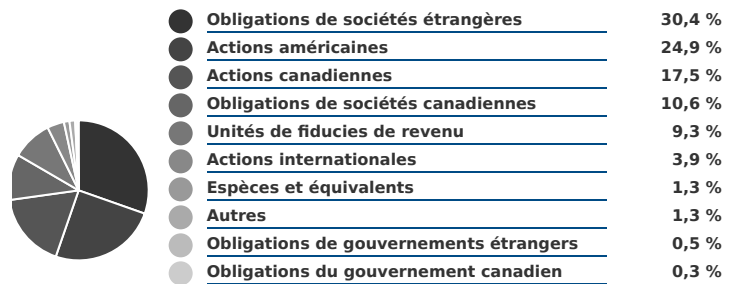 Obligations de sociétés étrangères 30,4 %
Actions américaines 24,9 %
Actions canadiennes 17,5 %
Obligations de sociétés canadiennes 10,6 %
Unités de fiducies de revenu 9,3 %
Actions internationales 3,9 %
Espèces et équivalents 1,3 %
Autres 1,3 %
Obligations de gouvernements étrangers 0,5 %
Obligations du gouvernement canadien 0,3 %